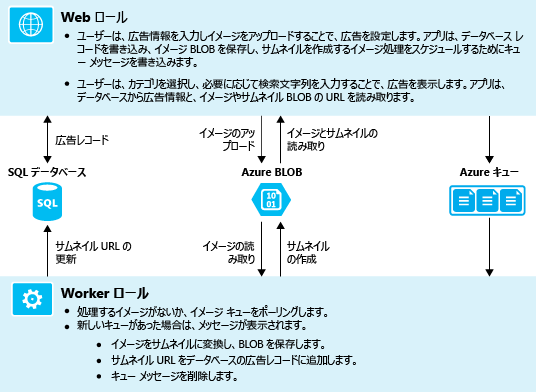 Web ロール
• ユーザーは、広告情報を入力しイメージをアップロードすることで、広告を設定します。アプリは、データベース レ
コードを書き込み、イメージ BLOB を保存し、サムネイルを作成するイメージ処理をスケジュールするためにキュ
ー メッセージを書き込みます。
• ユーザーは、カテゴリを選択し、必要に応じて検索文字列を入力することで、広告を表示します。アプリは、
データベースから広告情報と、イメージやサムネイル BLOB の URL を読み取ります。
広告レコード
イメージのアッ
プロード
イメージとサムネイルの
読み取り
SQL データベース
Azure BLOB
Azure キュー
SQL
10
01
サムネイル URL の
更新
イメージの読
み取り
サムネイル
の作成
Worker ロール
• 処理するイメージがないか、イメージ キューをポーリングします。
• 新しいキューがあった場合は、メッセージが表示されます。
• イメージをサムネイルに変換し、BLOB を保存します。
• サムネイル URL をデータベースの広告レコードに追加します。
• キュー メッセージを削除します。